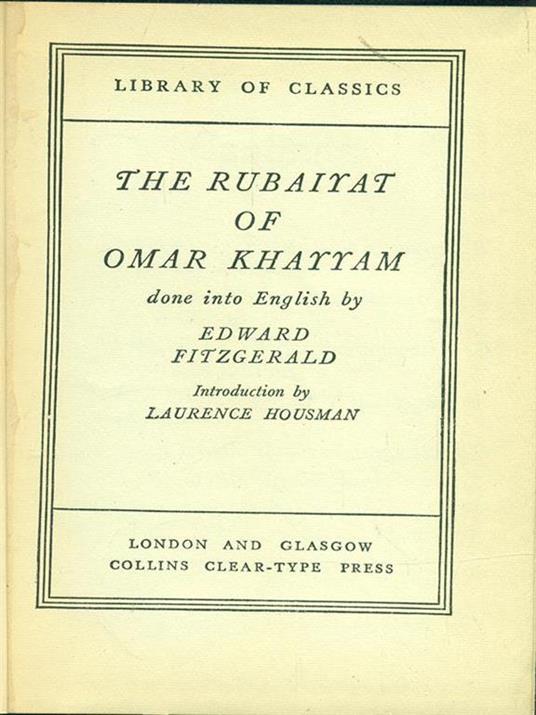 LIBRARY OF CLASSICS
THE RUBAIYAT
OF
OMAR KHAYYAM
done into English by
EDWARD
FITZGERALD
Introduction by
LAURENCE HOUSMAN
LONDON AND GLASGOW
COLLINS CLEAR-TYPE PRESS